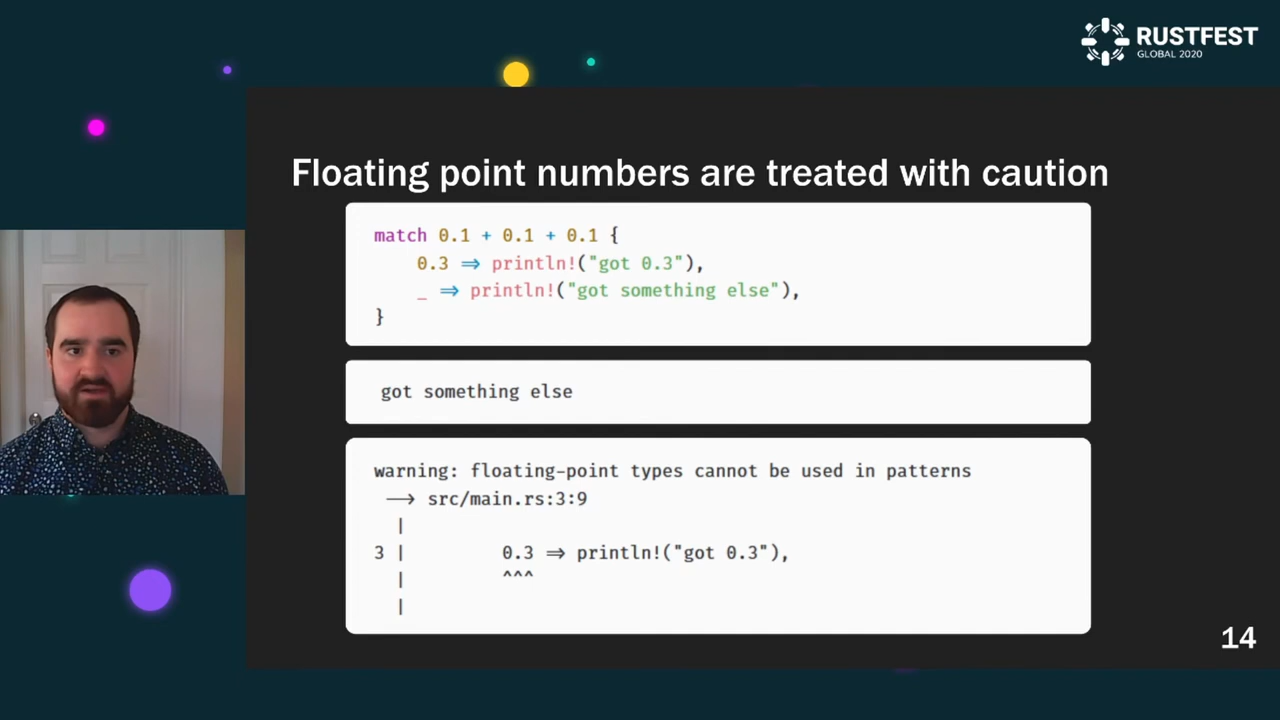 RUSTFEST
GLOBAL 2020
Floating point numbers are treated with caution
match 0.1 + 0.1 + 0.1 {
    0.3 => println!("got 0.3"),
    _ => println!("got something else"),
}
got something else
warning: floating-point types cannot be used in patterns
 --> src/main.rs:3:9
  |
3 |         0.3 => println!("got 0.3"),
  |         ^^^
  |
14